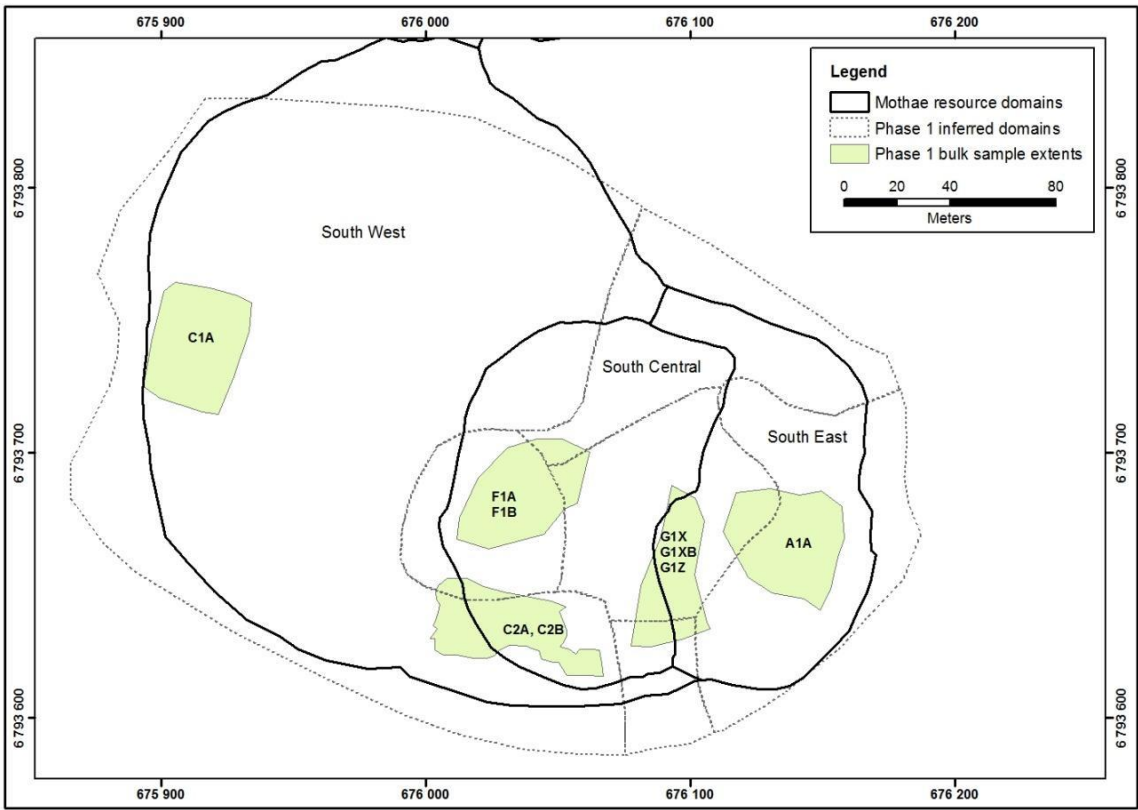 675 900 676 000 676 100 676 200
Legend
Mothae resource domains
Phase 1 inferred domains
Phase 1 bulk sample extents
0 20 40 80
Meters
6 793 800 6 793 800
South West
C1A
South Central
South East
6 793 700 6 793 700
F1A
F1B
G1X
G1XB
G1Z
A1A
C2A, C2B
6 793 600 6 793 600
675 900 676 000 676 100 676 200